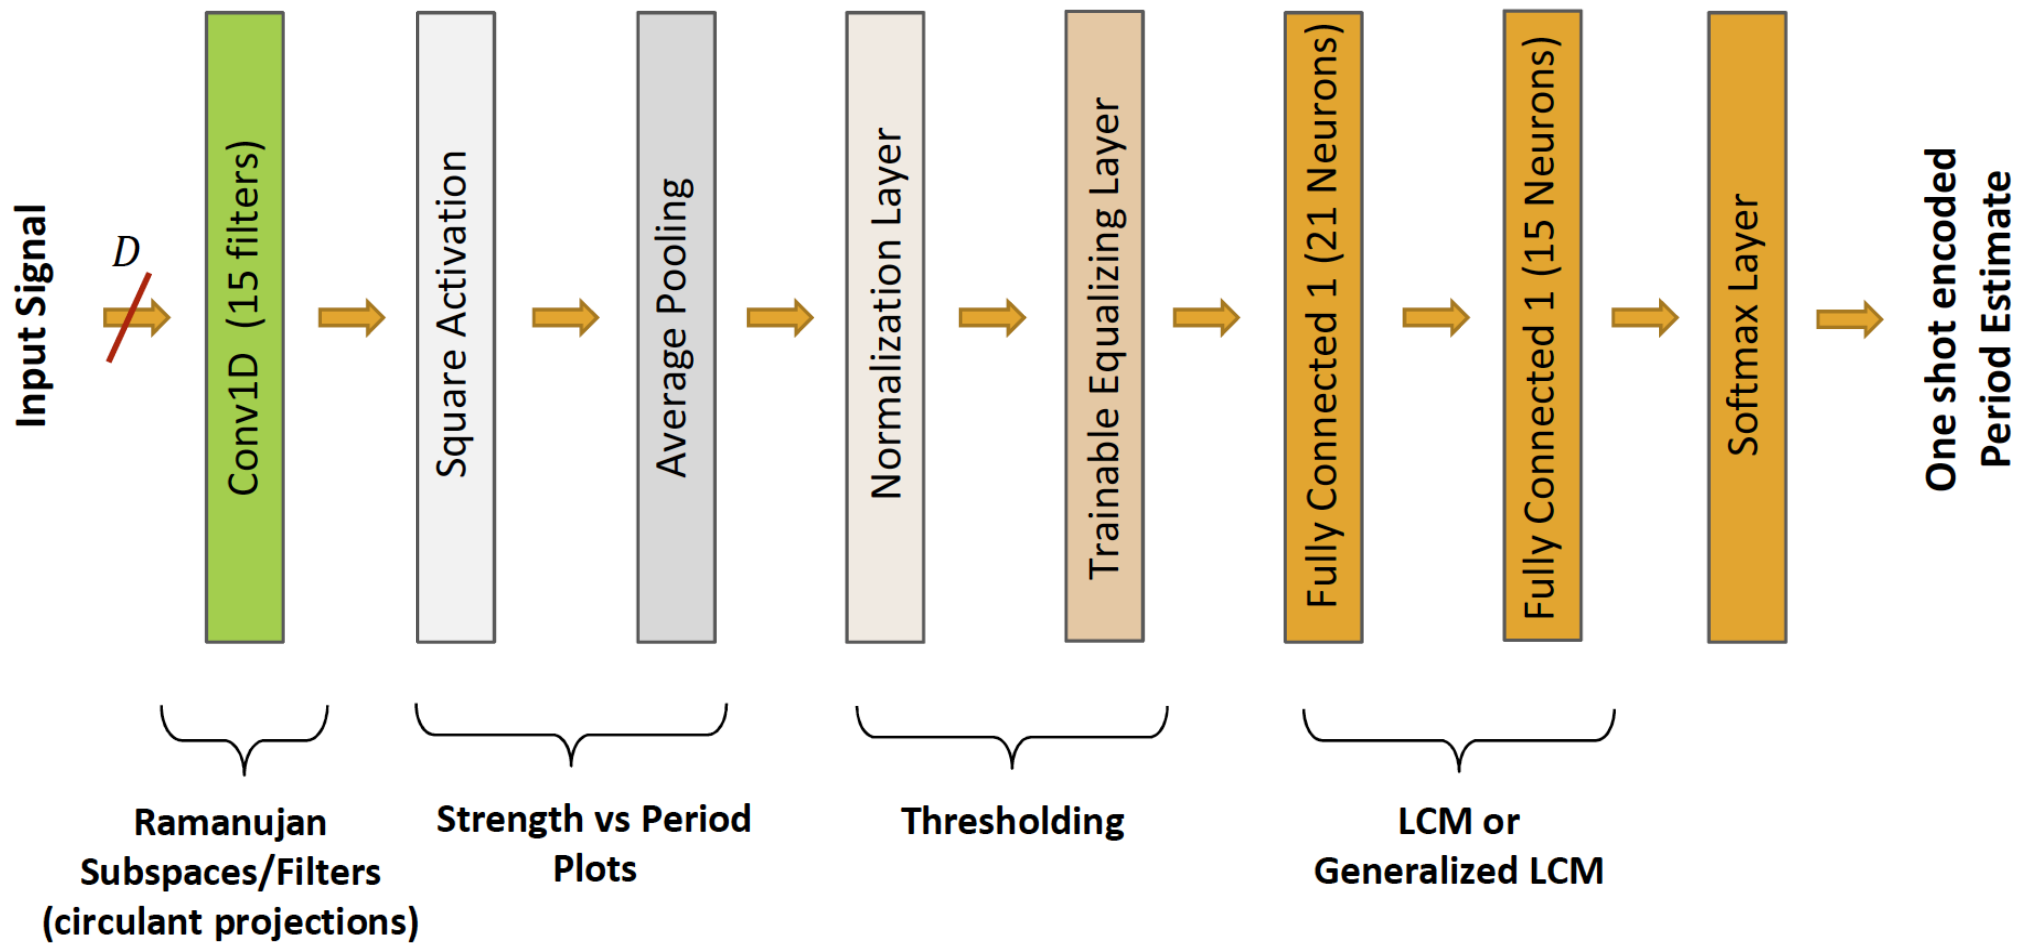 Input Signal
D
Conv1D (15 filters)
Square Activation
Average Pooling
Normalization Layer
Trainable Equalizing Layer
Fully Connected 1 (21 Neurons)
Fully Connected 1 (15 Neurons)
Softmax Layer
One shot encoded
Period Estimate
Ramanujan
Subspaces/Filters
(circulant projections)
Strength vs Period
Plots
Thresholding
LCM or
Generalized LCM